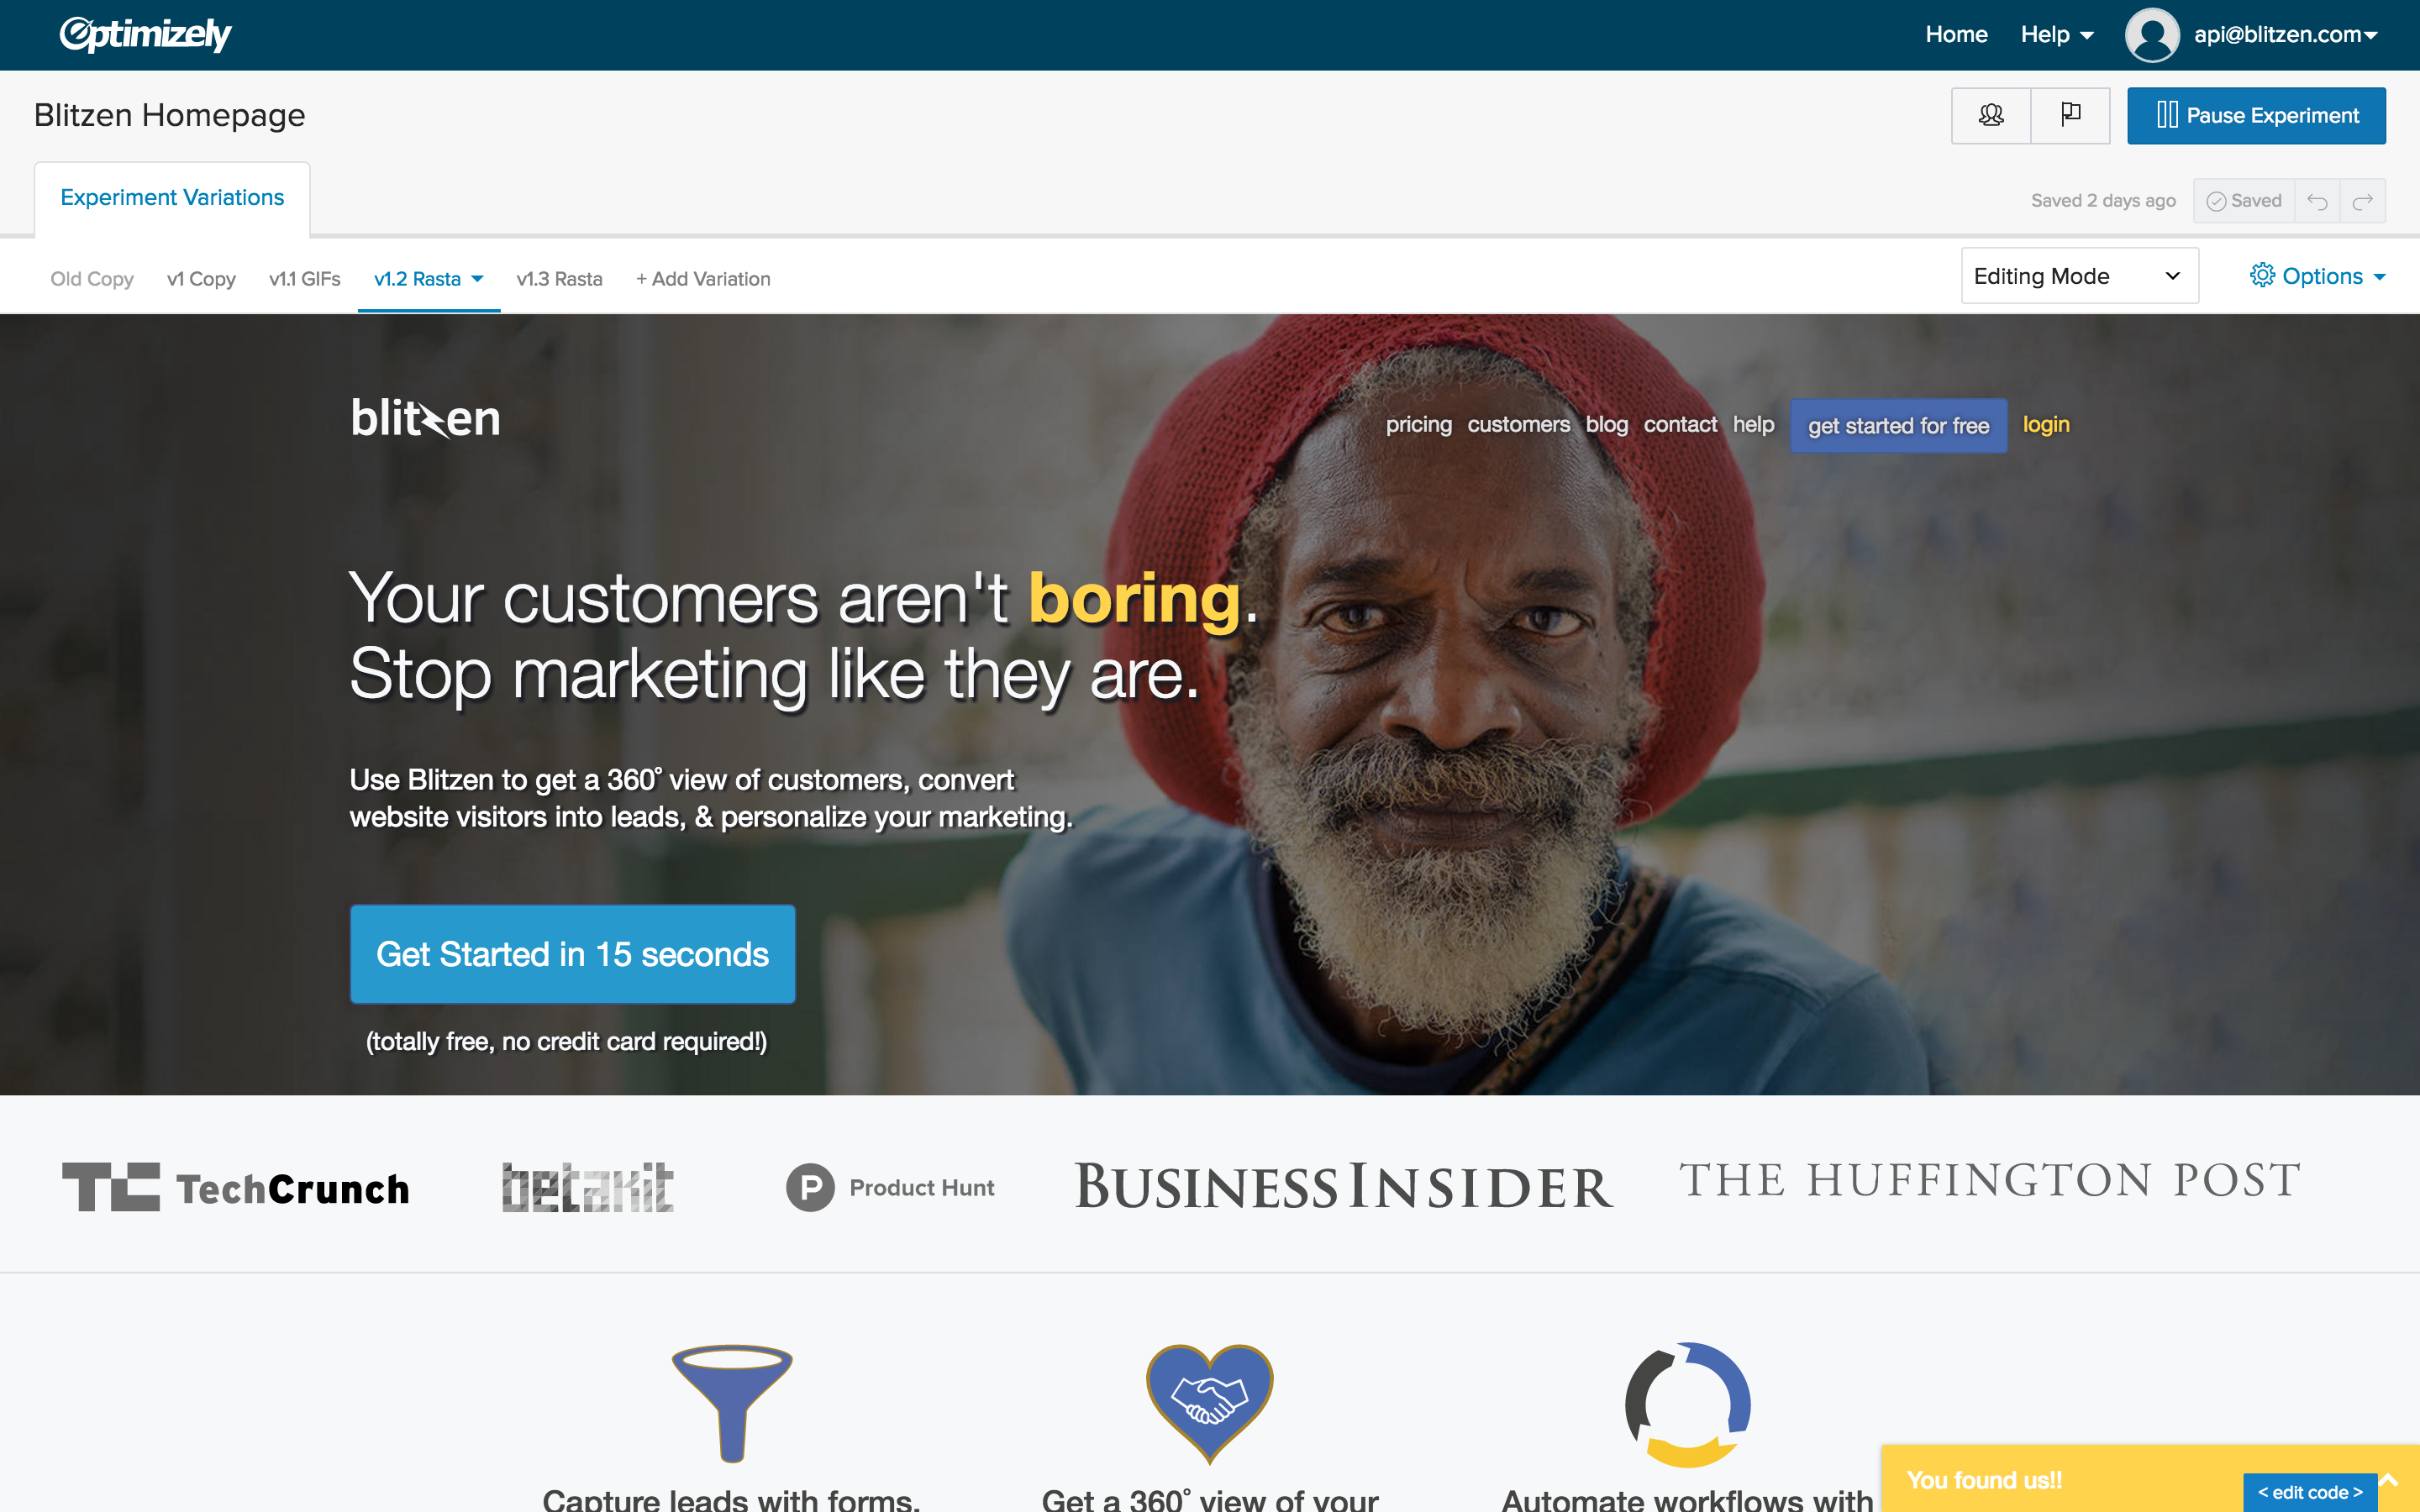 Optimizely
Home Help api@blitzen.com
Blitzen Homepage
Pause Experiment
Experiment Variations
Saved 2 days ago Saved
Old Copy v1 Copy v1.1 GIFs v1.2 Rasta v1.3 Rasta + Add Variation
Editing Mode Options
blitzen
pricing customers blog contact help get started for free login
Your customers aren't boring.
Stop marketing like they are.
Use Blitzen to get a 360° view of customers, convert
website visitors into leads, & personalize your marketing.
Get Started in 15 seconds
(totally free, no credit card required!)
TC TechCrunch betakit P Product Hunt BUSINESS INSIDER THE HUFFINGTON POST
Capture leads with forms, Get a 360° view of your Automate workflows with
You found us!!
< edit code >